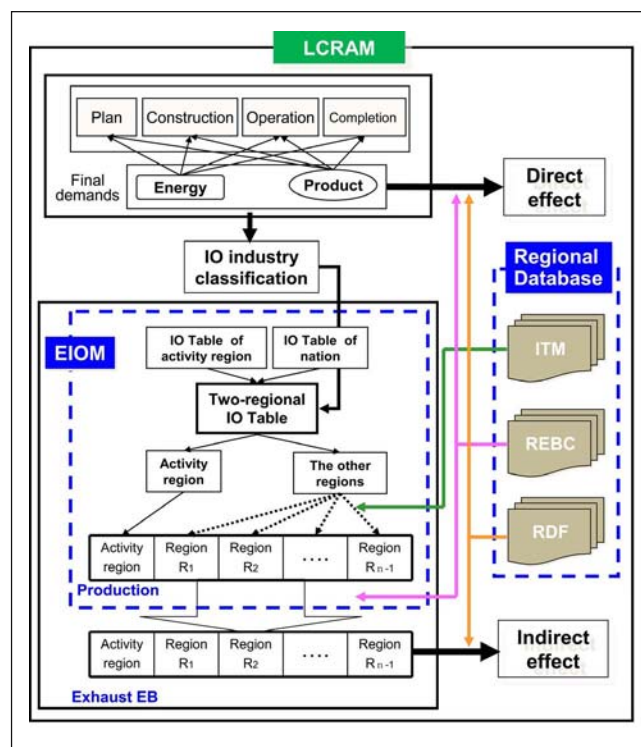 LCRAM
Plan
Construction
Operation
Completion
Final
demands
Energy
Product
Direct
effect
IO industry
classification
Regional
Database
EIOM
IO Table of
activity region
IO Table of
nation
ITM
Two-regional
IO Table
REBC
Activity
region
The other
regions
RDF
Activity
region
Region
R1
Region
R2
....
Region
Rn-1
Production
Activity
region
Region
R1
Region
R2
....
Region
Rn-1
Indirect
effect
Exhaust EB